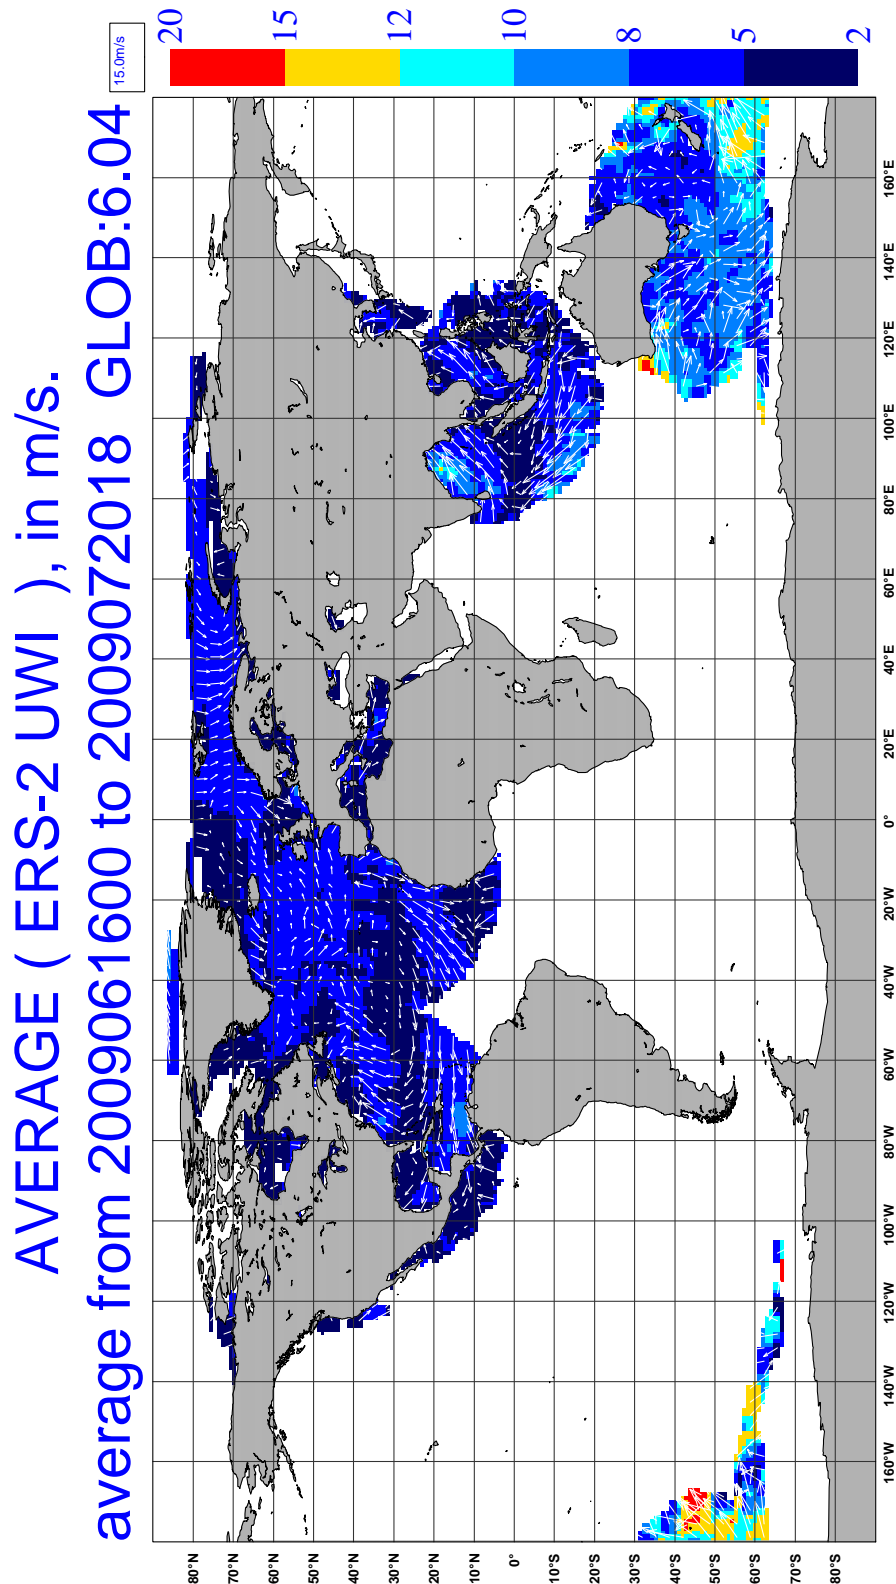 AVERAGE ( ERS-2 UWI ), in m/s.
average from 2009061600 to 2009072018 GLOB:6.04
15.0m/s
20
15
12
10
8
5
2
80°N
70°N
60°N
50°N
40°N
30°N
20°N
10°N
0°
10°S
20°S
30°S
40°S
50°S
60°S
70°S
80°S
160°W
140°W
120°W
100°W
80°W
60°W
40°W
20°W
0°
20°E
40°E
60°E
80°E
100°E
120°E
140°E
160°E